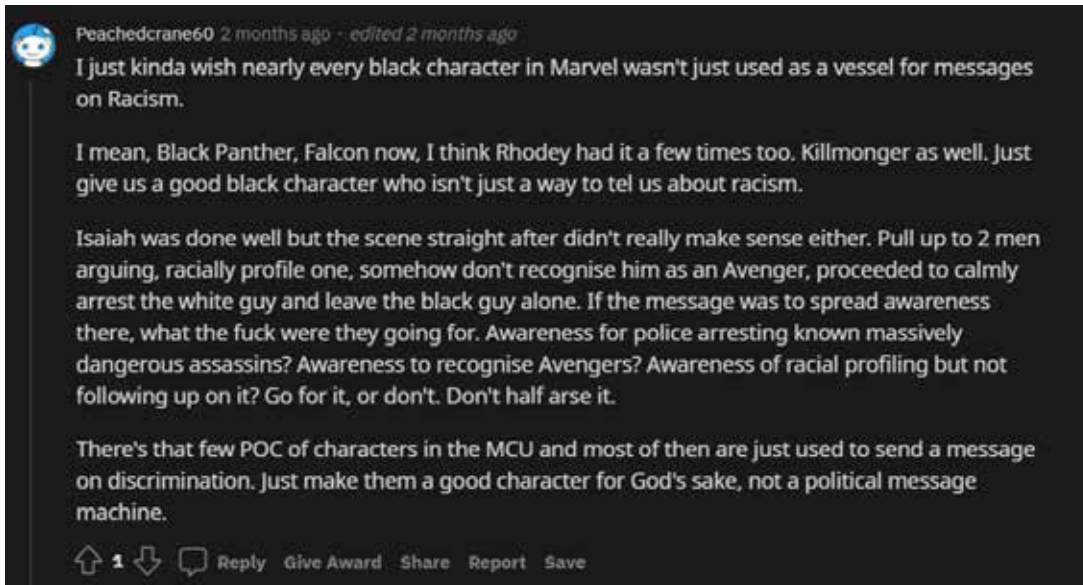 Peachedcrane60 2 months ago · edited 2 months ago
I just kinda wish nearly every black character in Marvel wasn't just used as a vessel for messages
on Racism.
I mean, Black Panther, Falcon now, I think Rhodey had it a few times too. Killmonger as well. Just
give us a good black character who isn't just a way to tel us about racism.
Isaiah was done well but the scene straight after didn't really make sense either. Pull up to 2 men
arguing, racially profile one, somehow don't recognise him as an Avenger, proceeded to calmly
arrest the white guy and leave the black guy alone. If the message was to spread awareness
there, what the fuck were they going for. Awareness for police arresting known massively
dangerous assassins? Awareness to recognise Avengers? Awareness of racial profiling but not
following up on it? Go for it, or don't. Don't half arse it.
There's that few POC of characters in the MCU and most of then are just used to send a message
on discrimination. Just make them a good character for God's sake, not a political message
machine.
1 Reply Give Award Share Report Save